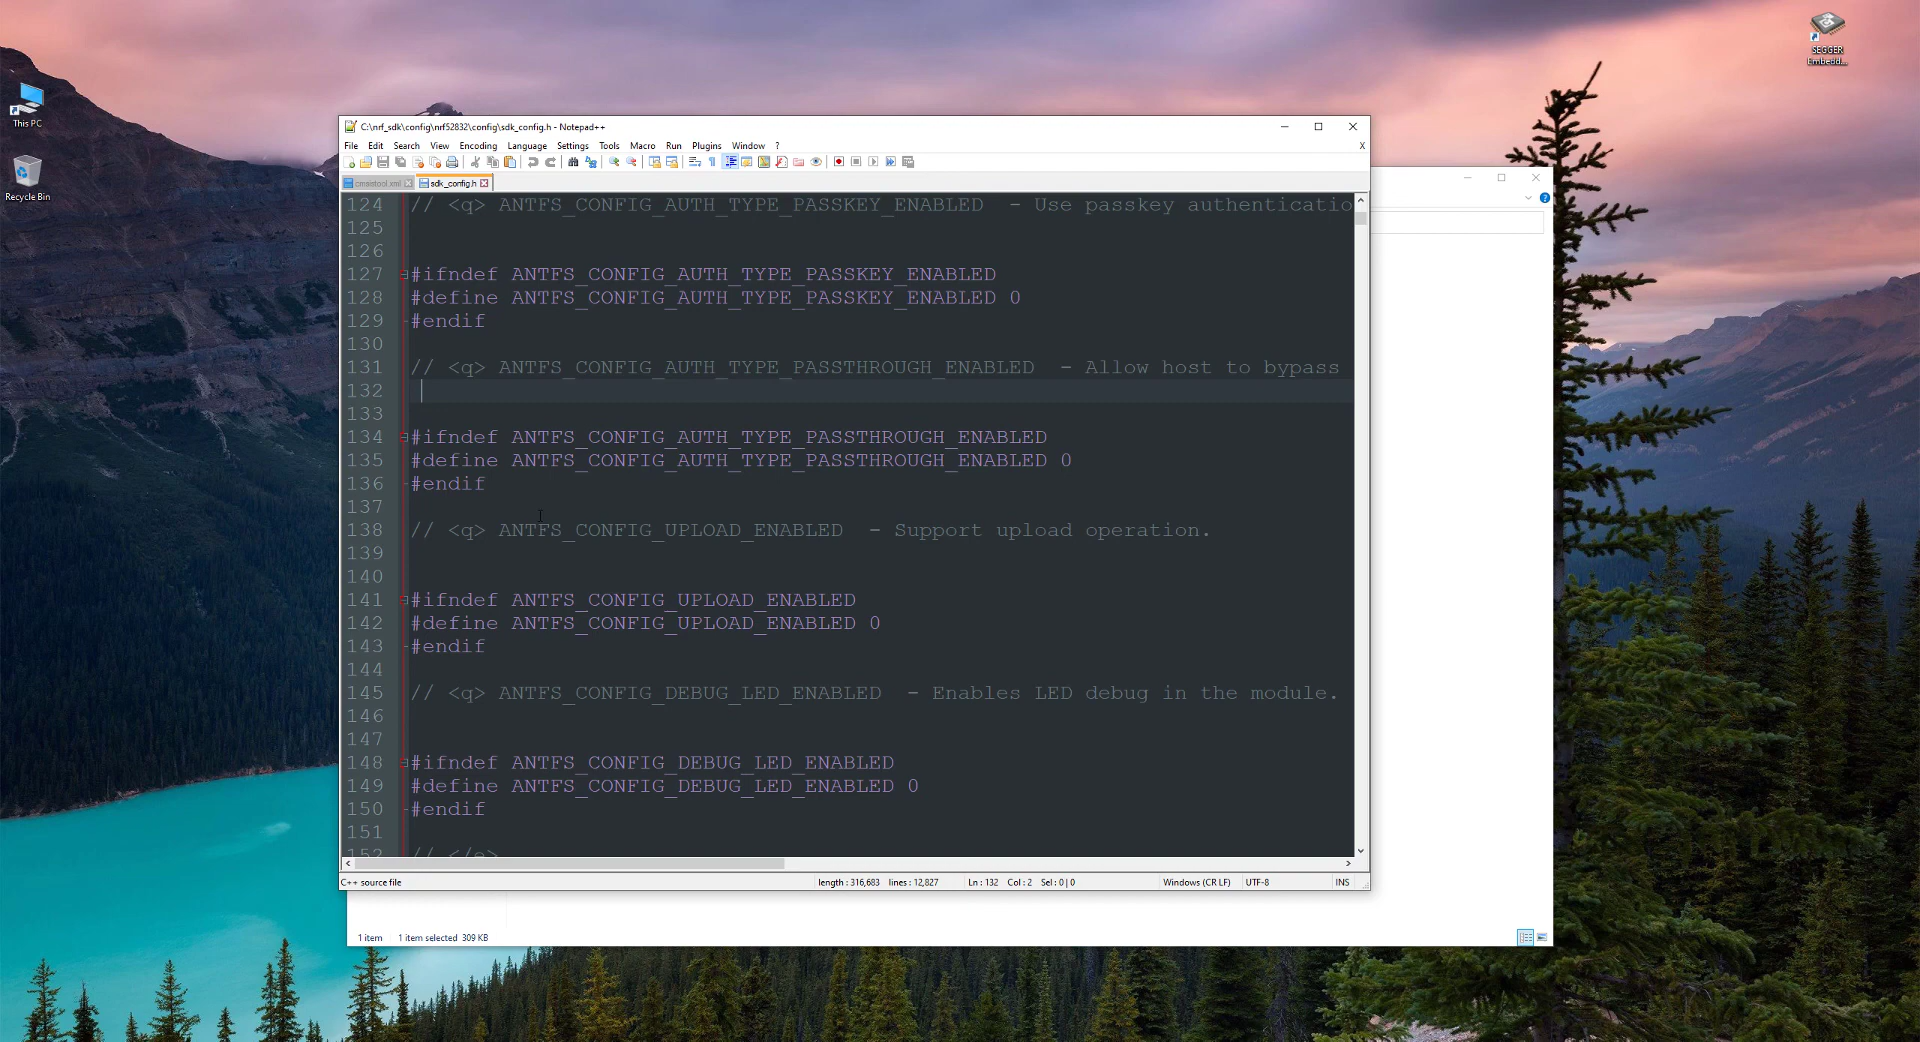 SEGGER
Embedd...
This PC
Recycle Bin
C:\nrf_sdk\config\nrf52832\config\sdk_config.h - Notepad++
File Edit Search View Encoding Language Settings Tools Macro Run Plugins Window ? X
cmsistool.xml sdk_config.h
124 // <q> ANTFS_CONFIG_AUTH_TYPE_PASSKEY_ENABLED - Use passkey authenticatio
125
126
127 #ifndef ANTFS_CONFIG_AUTH_TYPE_PASSKEY_ENABLED
128 #define ANTFS_CONFIG_AUTH_TYPE_PASSKEY_ENABLED 0
129 #endif
130
131 // <q> ANTFS_CONFIG_AUTH_TYPE_PASSTHROUGH_ENABLED - Allow host to bypass
132
133
134 #ifndef ANTFS_CONFIG_AUTH_TYPE_PASSTHROUGH_ENABLED
135 #define ANTFS_CONFIG_AUTH_TYPE_PASSTHROUGH_ENABLED 0
136 #endif
137
138 // <q> ANTFS_CONFIG_UPLOAD_ENABLED - Support upload operation.
139
140
141 #ifndef ANTFS_CONFIG_UPLOAD_ENABLED
142 #define ANTFS_CONFIG_UPLOAD_ENABLED 0
143 #endif
144
145 // <q> ANTFS_CONFIG_DEBUG_LED_ENABLED - Enables LED debug in the module.
146
147
148 #ifndef ANTFS_CONFIG_DEBUG_LED_ENABLED
149 #define ANTFS_CONFIG_DEBUG_LED_ENABLED 0
150 #endif
151
152 // </e>
C++ source file length : 316,683 lines : 12,827 Ln : 132 Col : 2 Sel : 0 | 0 Windows (CR LF) UTF-8 INS
1 item 1 item selected 309 KB